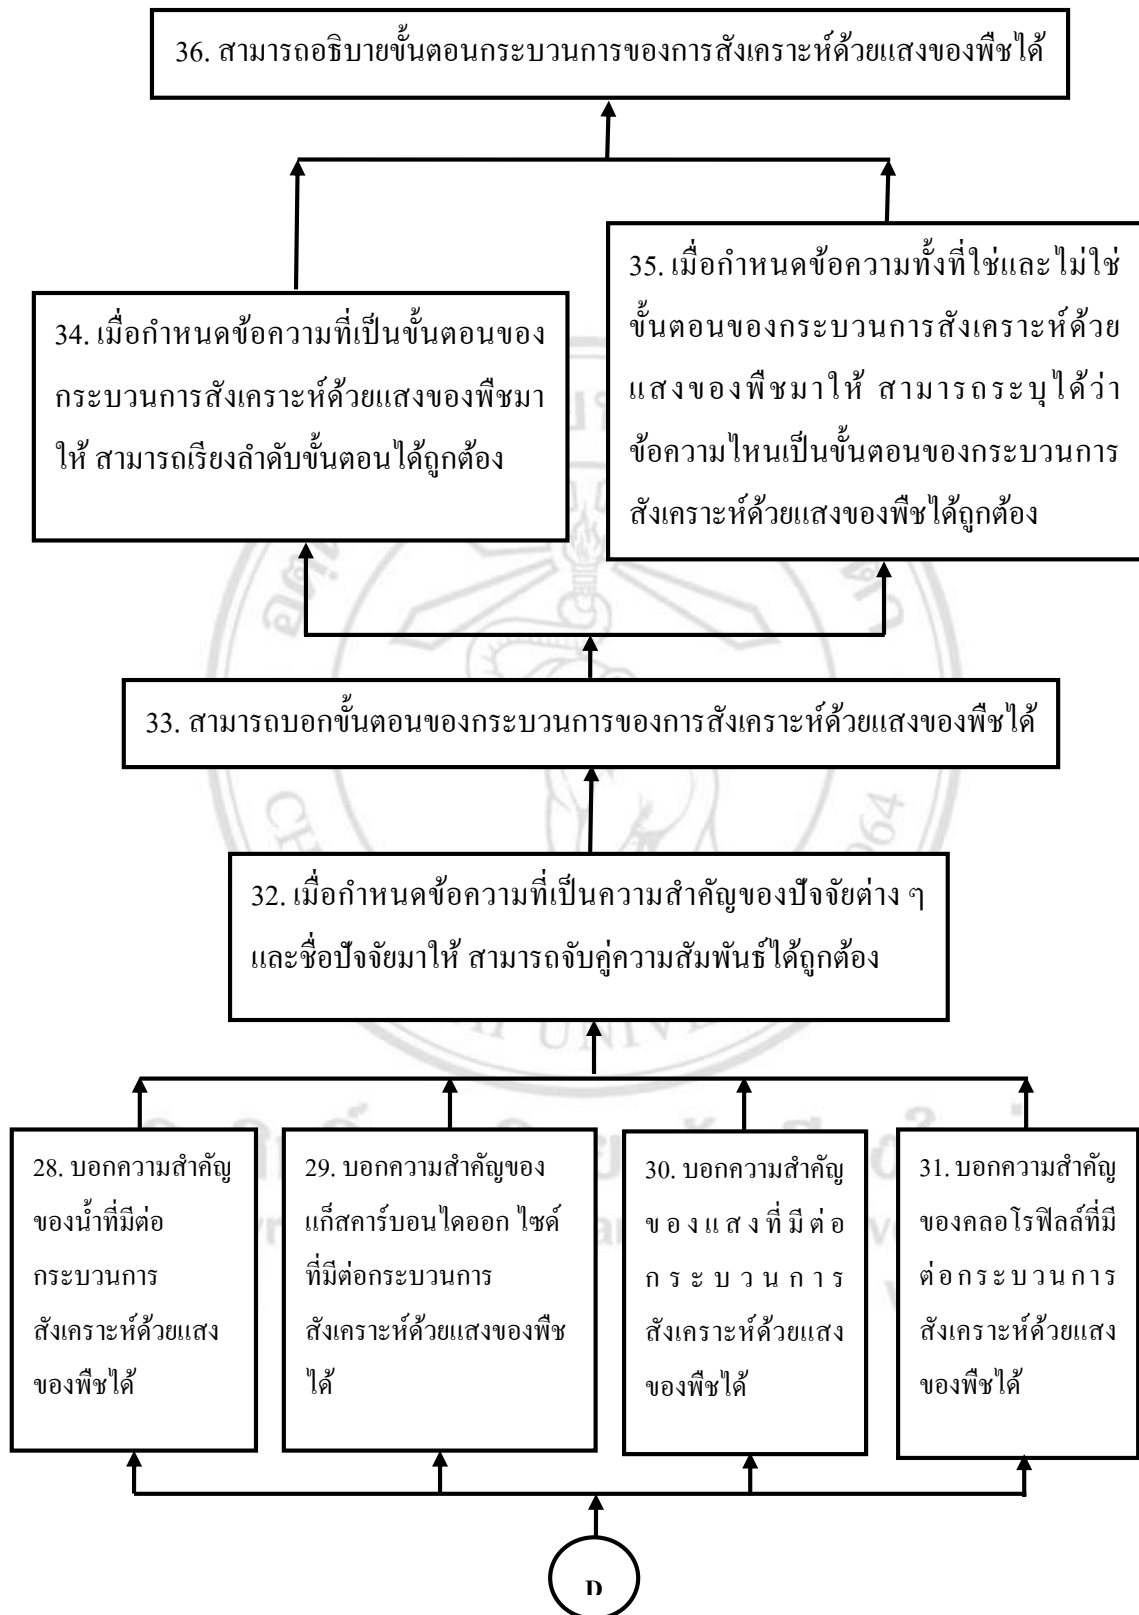 36. สามารถอธิบายขั้นตอนกระบวนการของการสังเคราะห์ด้วยแสงของพืชได้
34. เมื่อกำหนดข้อความที่เป็นขั้นตอนของ
กระบวนการสังเคราะห์ด้วยแสงของพืชมา
ให้ สามารถเรียงลำดับขั้นตอนได้ถูกต้อง
35. เมื่อกำหนดข้อความทั้งที่ใช่และไม่ใช่
ขั้นตอนของกระบวนการสังเคราะห์ด้วย
แสงของพืชมาให้ สามารถระบุได้ว่า
ข้อความไหนเป็นขั้นตอนของกระบวนการ
สังเคราะห์ด้วยแสงของพืชได้ถูกต้อง
33. สามารถบอกขั้นตอนของกระบวนการของการสังเคราะห์ด้วยแสงของพืชได้
32. เมื่อกำหนดข้อความที่เป็นความสำคัญของปัจจัยต่าง ๆ
และชื่อปัจจัยมาให้ สามารถจับคู่ความสัมพันธ์ได้ถูกต้อง
28. บอกความสำคัญ
ของน้ำที่มีต่อ
กระบวนการ
สังเคราะห์ด้วยแสง
ของพืชได้
29. บอกความสำคัญของ
แก็สคาร์บอนไดออก ไซด์
ที่มีต่อกระบวนการ
สังเคราะห์ด้วยแสงของพืช
ได้
30. บอกความสำคัญ
ของแสงที่มีต่อ
กระบวนการ
สังเคราะห์ด้วยแสง
ของพืชได้
31. บอกความสำคัญ
ของคลอโรฟิลล์ที่มี
ต่อกระบวนการ
สังเคราะห์ด้วยแสง
ของพืชได้
D